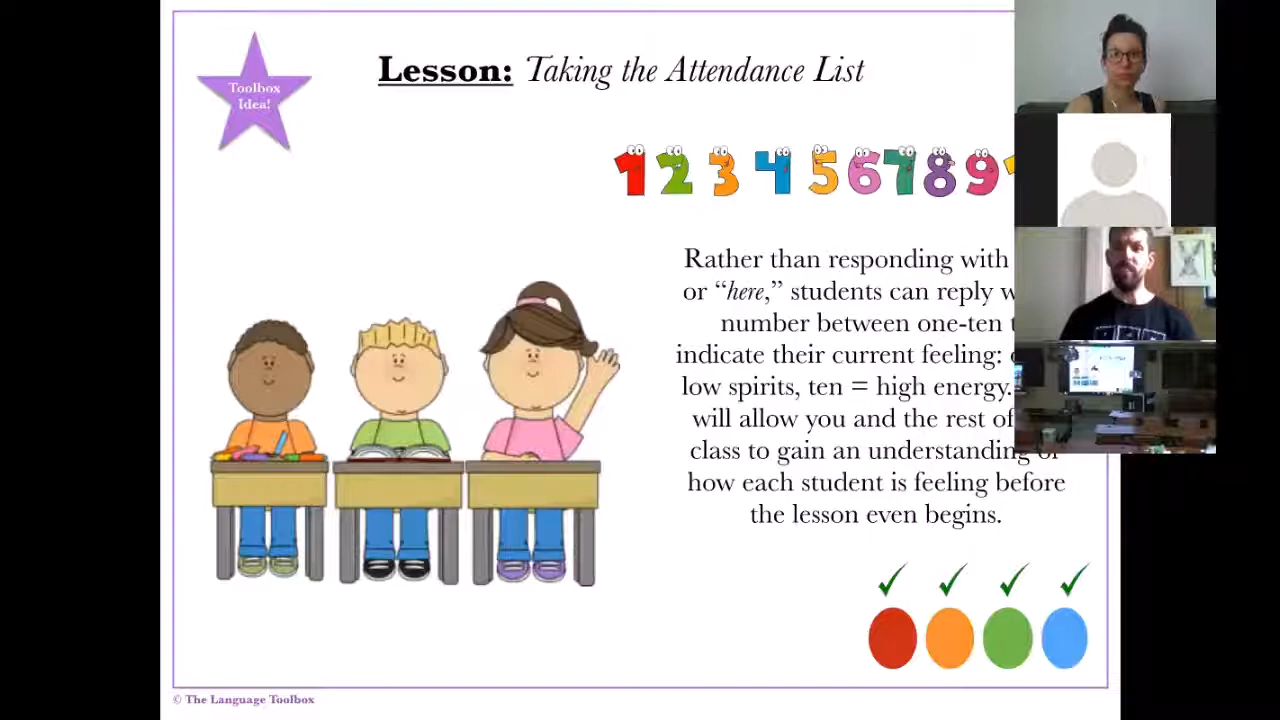 Toolbox
Idea!
Lesson: Taking the Attendance List
1 2 3 4 5 6 7 8 9
Rather than responding with
or “here,” students can reply
number between one-ten
indicate their current feeling:
low spirits, ten = high energy.
will allow you and the rest of
class to gain an understanding of
how each student is feeling before
the lesson even begins.
© The Language Toolbox